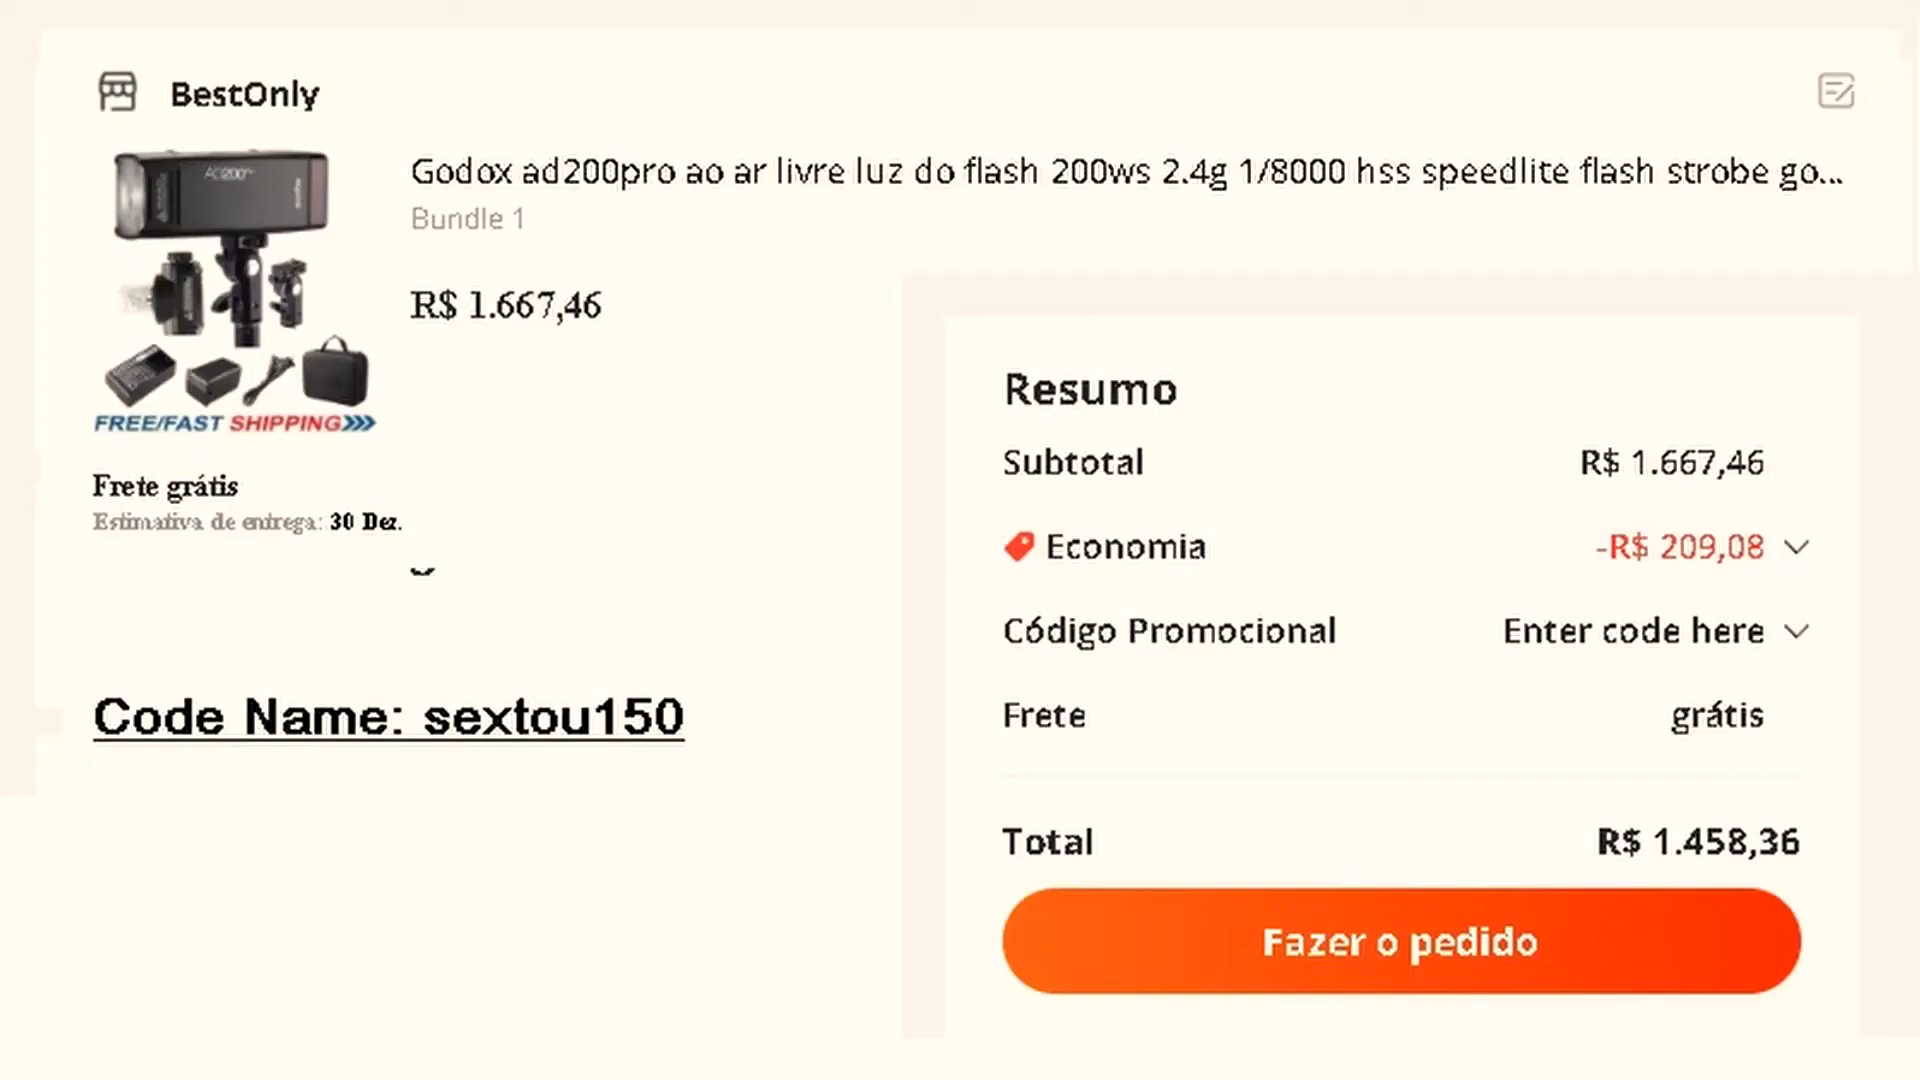 BestOnly
Godox ad200pro ao ar livre luz do flash 200ws 2.4g 1/8000 hss speedlite flash strobe go...
Bundle 1
R$ 1.667,46
AD200
FREE/FAST SHIPPING
Frete grátis
Estimativa de entrega: 30 Dez.
Code Name: sextou150
Resumo
Subtotal R$ 1.667,46
Economia -R$ 209,08
Código Promocional Enter code here
Frete grátis
Total R$ 1.458,36
Fazer o pedido